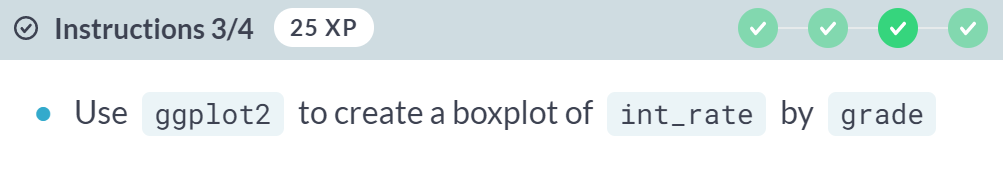 Instructions 3/4 25 XP
Use ggplot2 to create a boxplot of int_rate by grade